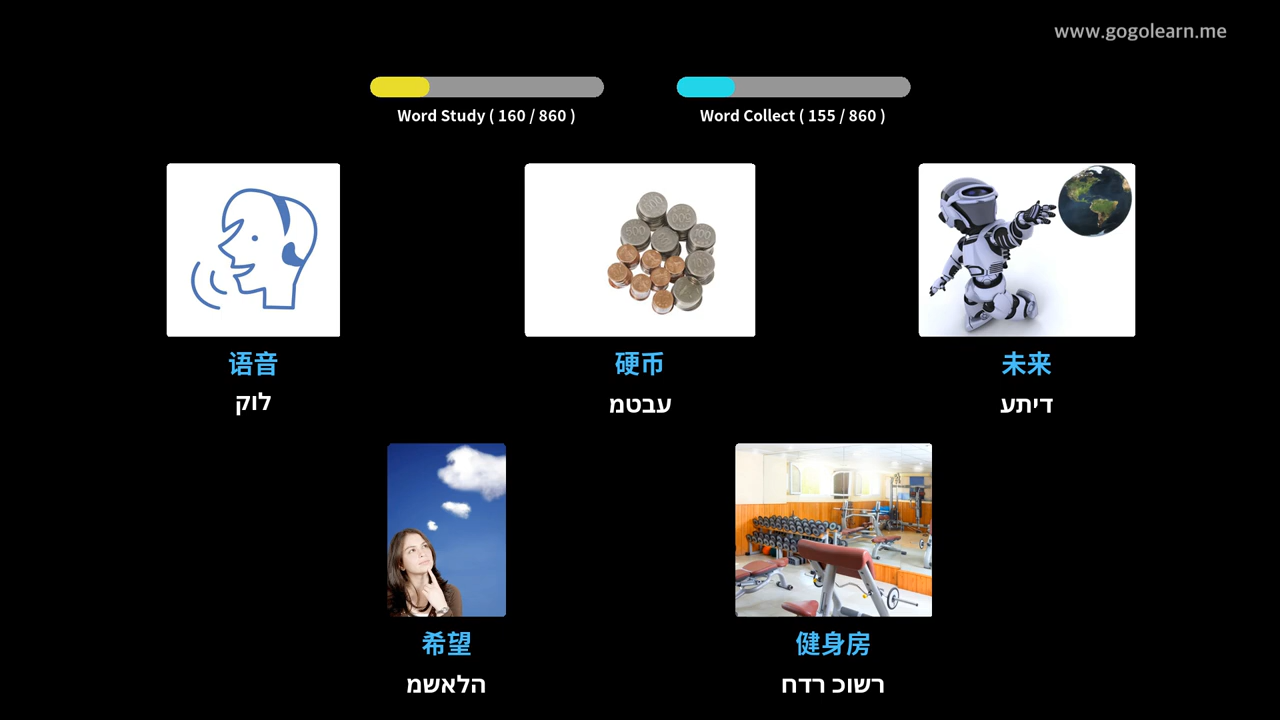 www.gogolearn.me
Word Study ( 160 / 860 )
Word Collect ( 155 / 860 )
语音
לוק
硬币
עבטמ
未来
דיתע
希望
הלאשמ
健身房
רשוכ רדח